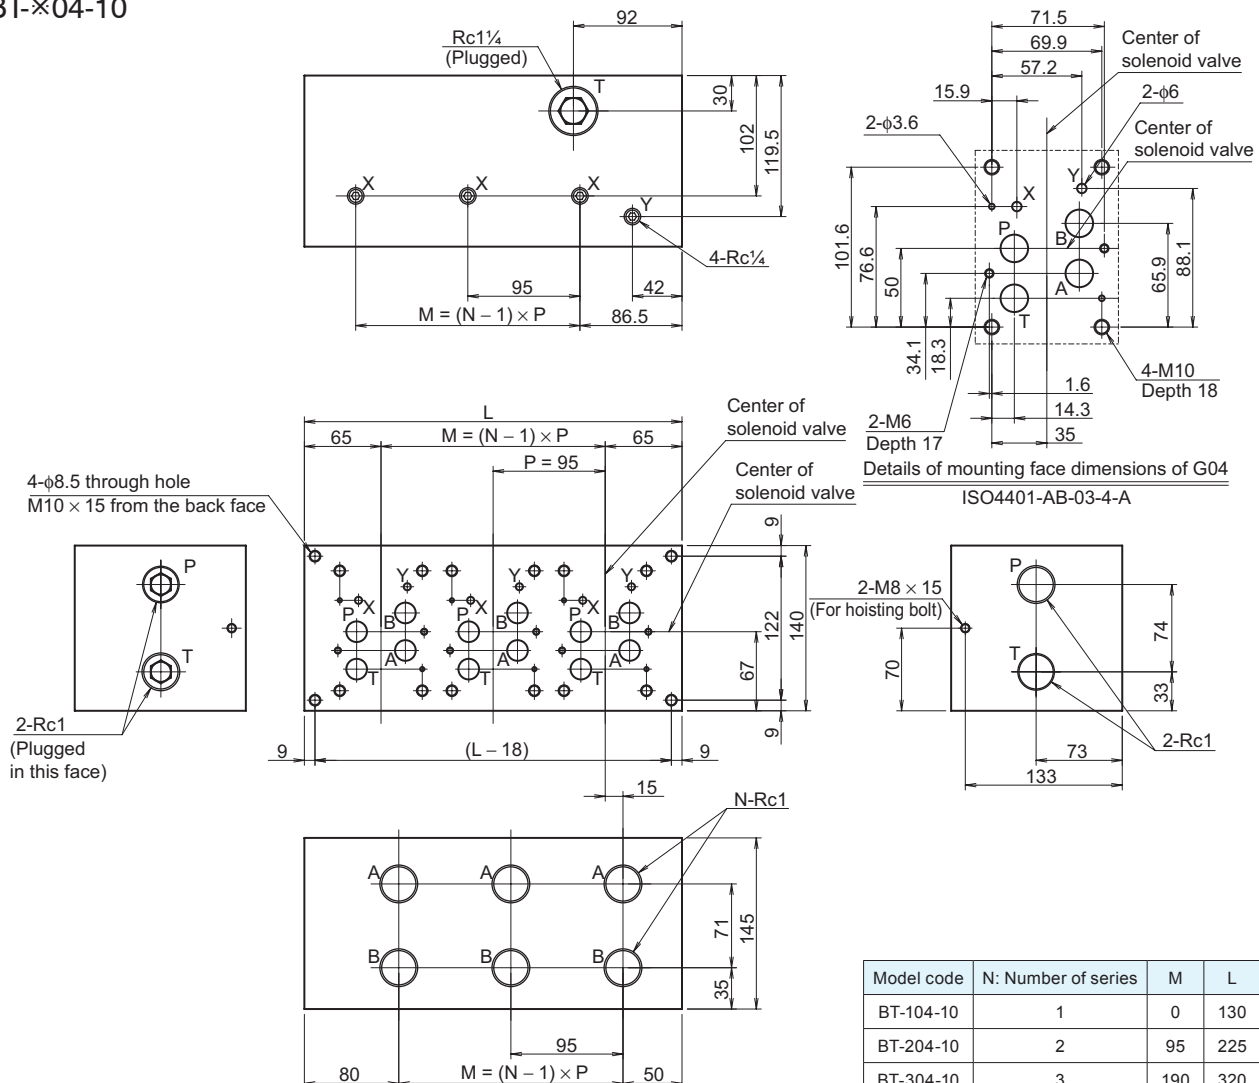 BT-×04-10
92
Rc1¼
(Plugged)
T
30
102
119.5
X
X
X
Y
4-Rc¼
95
42
M = (N − 1) × P
86.5
71.5
69.9
57.2
15.9
Center of
solenoid valve
2-ϕ6
2-ϕ3.6
Center of
solenoid valve
Y
X
P
B
A
T
101.6
76.6
50
34.1
18.3
65.9
88.1
4-M10
Depth 18
1.6
14.3
35
2-M6
Depth 17
Details of mounting face dimensions of G04
ISO4401-AB-03-4-A
L
65
M = (N − 1) × P
65
P = 95
Center of
solenoid valve
Center of
solenoid valve
4-ϕ8.5 through hole
M10 × 15 from the back face
P
T
2-Rc1
(Plugged
in this face)
Y
Y
Y
X
X
X
P
B
P
B
P
B
A
A
A
T
T
T
9
122
140
67
9
9
(L − 18)
9
15
2-M8 × 15
(For hoisting bolt)
P
T
70
74
33
2-Rc1
73
133
N-Rc1
A
A
A
B
B
B
71
145
35
95
80
M = (N − 1) × P
50
Model code N: Number of series M L
BT-104-10 1 0 130
BT-204-10 2 95 225
BT-304-10 3 190 320